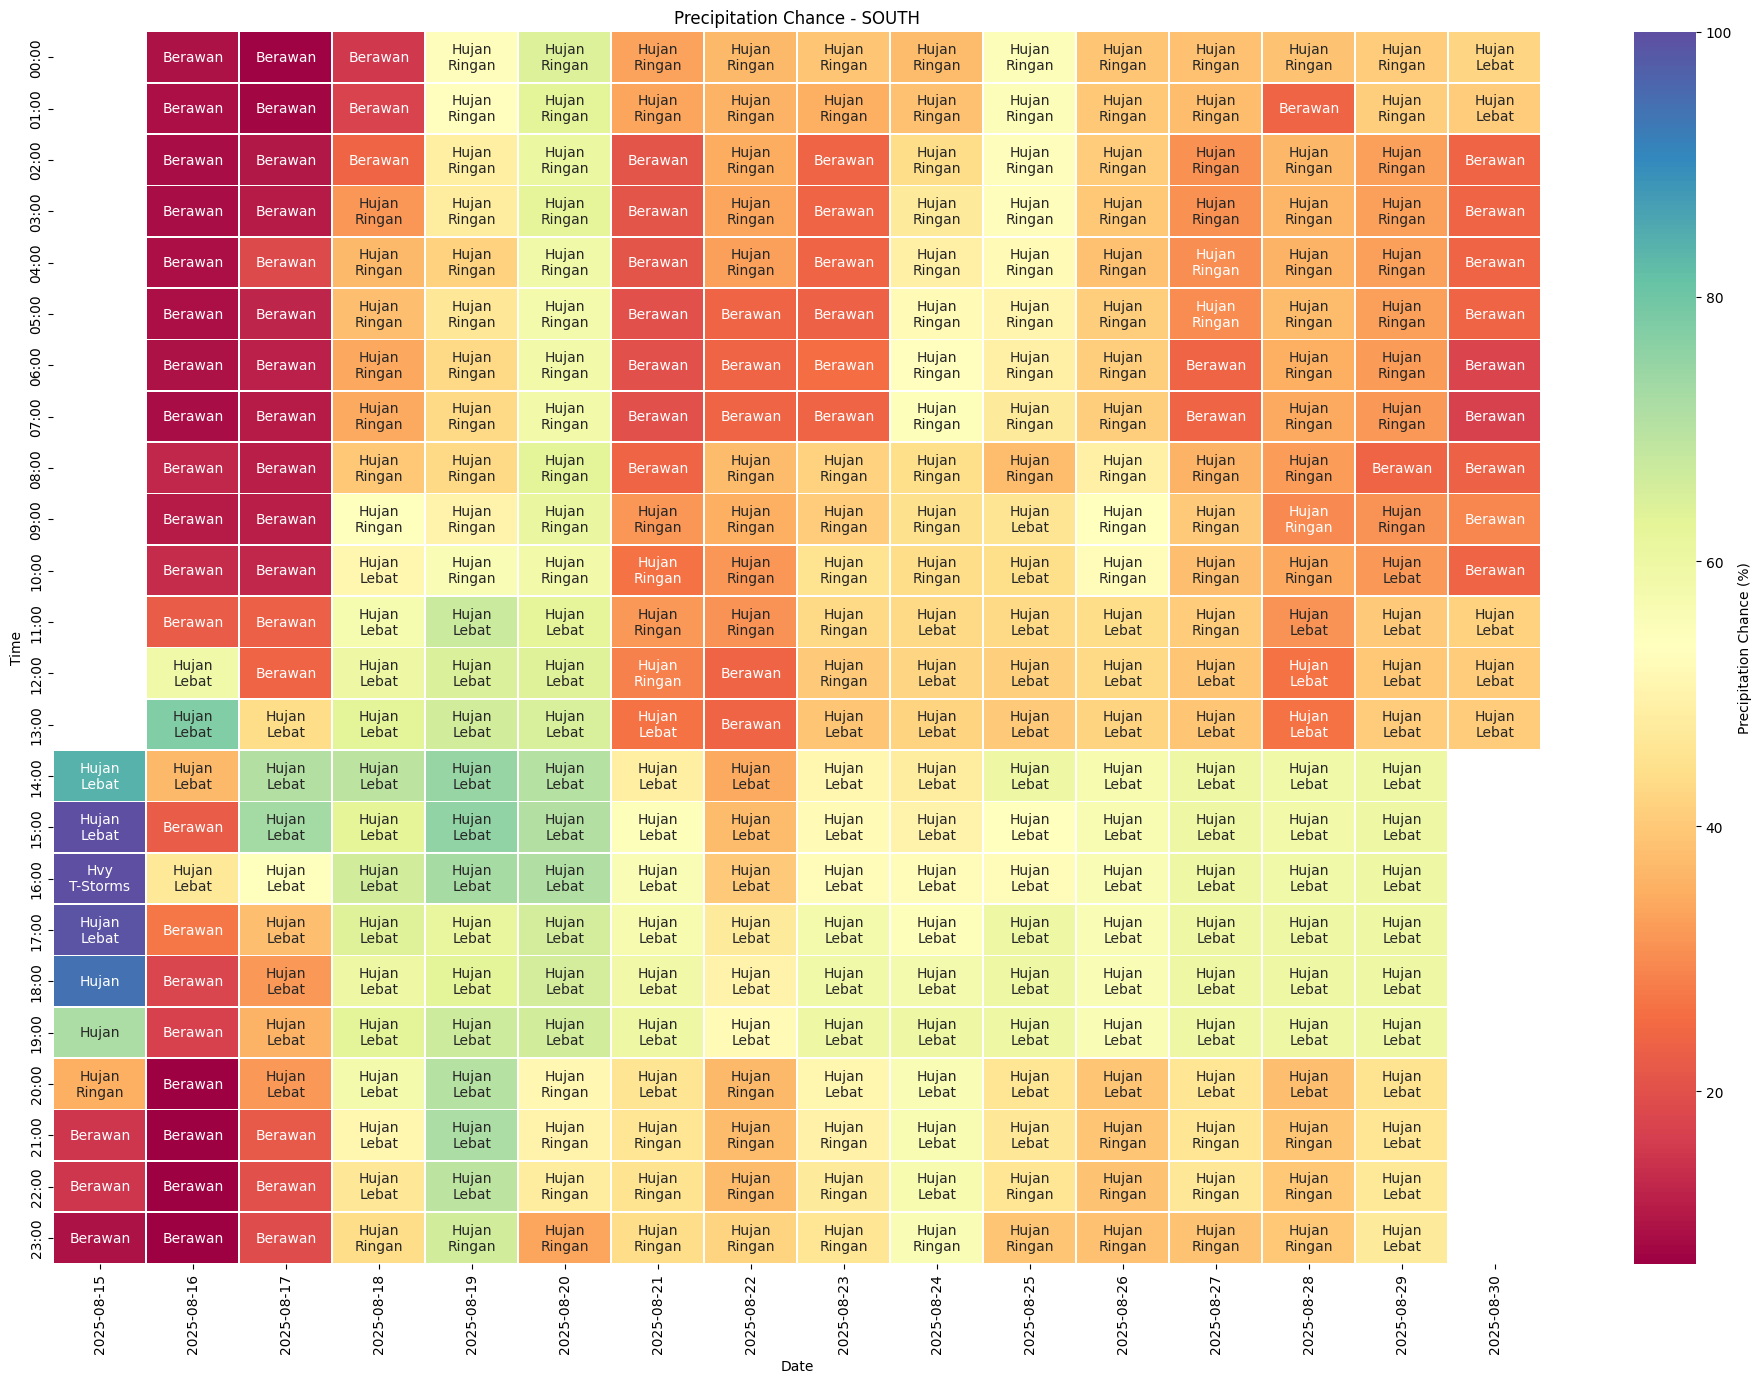 Precipitation Chance - SOUTH
00:00 Berawan Berawan Berawan Hujan Ringan Hujan Ringan Hujan Ringan Hujan Ringan Hujan Ringan Hujan Ringan Hujan Ringan Hujan Ringan Hujan Ringan Hujan Ringan Hujan Ringan Hujan Lebat
01:00 Berawan Berawan Berawan Hujan Ringan Hujan Ringan Hujan Ringan Hujan Ringan Hujan Ringan Hujan Ringan Hujan Ringan Hujan Ringan Hujan Ringan Berawan Hujan Ringan Hujan Lebat
02:00 Berawan Berawan Berawan Hujan Ringan Hujan Ringan Berawan Hujan Ringan Berawan Hujan Ringan Hujan Ringan Hujan Ringan Hujan Ringan Hujan Ringan Hujan Ringan Berawan
03:00 Berawan Berawan Hujan Ringan Hujan Ringan Hujan Ringan Berawan Hujan Ringan Berawan Hujan Ringan Hujan Ringan Hujan Ringan Hujan Ringan Hujan Ringan Hujan Ringan Berawan
04:00 Berawan Berawan Hujan Ringan Hujan Ringan Hujan Ringan Berawan Hujan Ringan Berawan Hujan Ringan Hujan Ringan Hujan Ringan Hujan Ringan Hujan Ringan Hujan Ringan Berawan
05:00 Berawan Berawan Hujan Ringan Hujan Ringan Hujan Ringan Berawan Berawan Berawan Hujan Ringan Hujan Ringan Hujan Ringan Hujan Ringan Hujan Ringan Hujan Ringan Berawan
06:00 Berawan Berawan Hujan Ringan Hujan Ringan Hujan Ringan Berawan Berawan Berawan Hujan Ringan Hujan Ringan Hujan Ringan Berawan Hujan Ringan Hujan Ringan Berawan
07:00 Berawan Berawan Hujan Ringan Hujan Ringan Hujan Ringan Berawan Berawan Berawan Hujan Ringan Hujan Ringan Hujan Ringan Berawan Hujan Ringan Hujan Ringan Berawan
08:00 Berawan Berawan Hujan Ringan Hujan Ringan Hujan Ringan Berawan Hujan Ringan Hujan Ringan Hujan Ringan Hujan Ringan Hujan Ringan Hujan Ringan Hujan Ringan Berawan Berawan
09:00 Berawan Berawan Hujan Ringan Hujan Ringan Hujan Ringan Hujan Ringan Hujan Ringan Hujan Ringan Hujan Ringan Hujan Lebat Hujan Ringan Hujan Ringan Hujan Ringan Hujan Ringan Berawan
10:00 Berawan Berawan Hujan Lebat Hujan Ringan Hujan Ringan Hujan Ringan Hujan Ringan Hujan Ringan Hujan Ringan Hujan Lebat Hujan Ringan Hujan Ringan Hujan Ringan Hujan Lebat Berawan
11:00 Berawan Berawan Hujan Lebat Hujan Lebat Hujan Lebat Hujan Ringan Hujan Ringan Hujan Ringan Hujan Lebat Hujan Lebat Hujan Lebat Hujan Ringan Hujan Lebat Hujan Lebat Hujan Lebat
12:00 Hujan Lebat Berawan Hujan Lebat Hujan Lebat Hujan Lebat Hujan Ringan Berawan Hujan Ringan Hujan Lebat Hujan Lebat Hujan Lebat Hujan Lebat Hujan Lebat Hujan Lebat Hujan Lebat
13:00 Hujan Lebat Hujan Lebat Hujan Lebat Hujan Lebat Hujan Lebat Hujan Lebat Berawan Hujan Lebat Hujan Lebat Hujan Lebat Hujan Lebat Hujan Lebat Hujan Lebat Hujan Lebat Hujan Lebat
14:00 Hujan Lebat Hujan Lebat Hujan Lebat Hujan Lebat Hujan Lebat Hujan Lebat Hujan Lebat Hujan Lebat Hujan Lebat Hujan Lebat Hujan Lebat Hujan Lebat Hujan Lebat Hujan Lebat Hujan Lebat
15:00 Hujan Lebat Berawan Hujan Lebat Hujan Lebat Hujan Lebat Hujan Lebat Hujan Lebat Hujan Lebat Hujan Lebat Hujan Lebat Hujan Lebat Hujan Lebat Hujan Lebat Hujan Lebat Hujan Lebat
16:00 Hvy T-Storms Hujan Lebat Hujan Lebat Hujan Lebat Hujan Lebat Hujan Lebat Hujan Lebat Hujan Lebat Hujan Lebat Hujan Lebat Hujan Lebat Hujan Lebat Hujan Lebat Hujan Lebat Hujan Lebat
17:00 Hujan Lebat Berawan Hujan Lebat Hujan Lebat Hujan Lebat Hujan Lebat Hujan Lebat Hujan Lebat Hujan Lebat Hujan Lebat Hujan Lebat Hujan Lebat Hujan Lebat Hujan Lebat Hujan Lebat
18:00 Hujan Berawan Hujan Lebat Hujan Lebat Hujan Lebat Hujan Lebat Hujan Lebat Hujan Lebat Hujan Lebat Hujan Lebat Hujan Lebat Hujan Lebat Hujan Lebat Hujan Lebat Hujan Lebat
19:00 Hujan Berawan Hujan Lebat Hujan Lebat Hujan Lebat Hujan Lebat Hujan Lebat Hujan Lebat Hujan Lebat Hujan Lebat Hujan Lebat Hujan Lebat Hujan Lebat Hujan Lebat Hujan Lebat
20:00 Hujan Ringan Berawan Hujan Lebat Hujan Lebat Hujan Lebat Hujan Ringan Hujan Lebat Hujan Ringan Hujan Lebat Hujan Lebat Hujan Lebat Hujan Lebat Hujan Lebat Hujan Lebat Hujan Lebat
21:00 Berawan Berawan Berawan Hujan Lebat Hujan Lebat Hujan Ringan Hujan Ringan Hujan Ringan Hujan Ringan Hujan Lebat Hujan Lebat Hujan Ringan Hujan Ringan Hujan Ringan Hujan Lebat
22:00 Berawan Berawan Berawan Hujan Lebat Hujan Lebat Hujan Ringan Hujan Ringan Hujan Ringan Hujan Ringan Hujan Lebat Hujan Ringan Hujan Ringan Hujan Ringan Hujan Ringan Hujan Lebat
23:00 Berawan Berawan Berawan Hujan Ringan Hujan Ringan Hujan Ringan Hujan Ringan Hujan Ringan Hujan Ringan Hujan Ringan Hujan Ringan Hujan Ringan Hujan Ringan Hujan Ringan Hujan Lebat
Time
2025-08-15 2025-08-16 2025-08-17 2025-08-18 2025-08-19 2025-08-20 2025-08-21 2025-08-22 2025-08-23 2025-08-24 2025-08-25 2025-08-26 2025-08-27 2025-08-28 2025-08-29 2025-08-30
Date
100
80
60
40
20
Precipitation Chance (%)